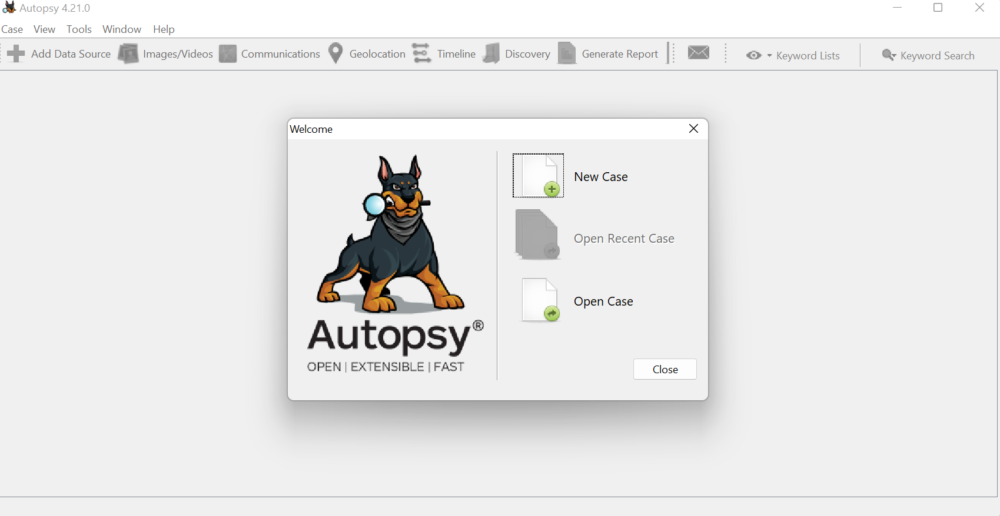 Autopsy 4.21.0
Case View Tools Window Help
Add Data Source Images/Videos Communications Geolocation Timeline Discovery Generate Report Keyword Lists Keyword Search
Welcome
New Case
Open Recent Case
Open Case
Autopsy®
OPEN | EXTENSIBLE | FAST
Close